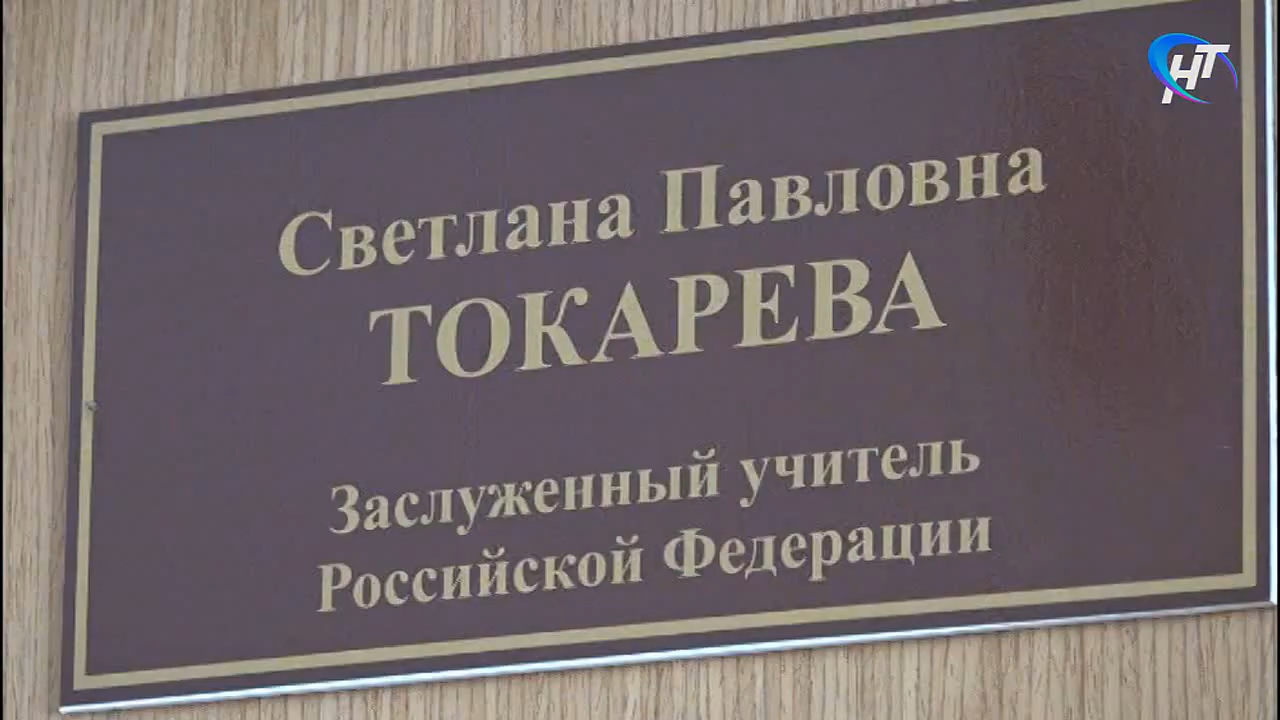 НТ
Светлана Павловна
ТОКАРЕВА
Заслуженный учитель
Российской Федерации